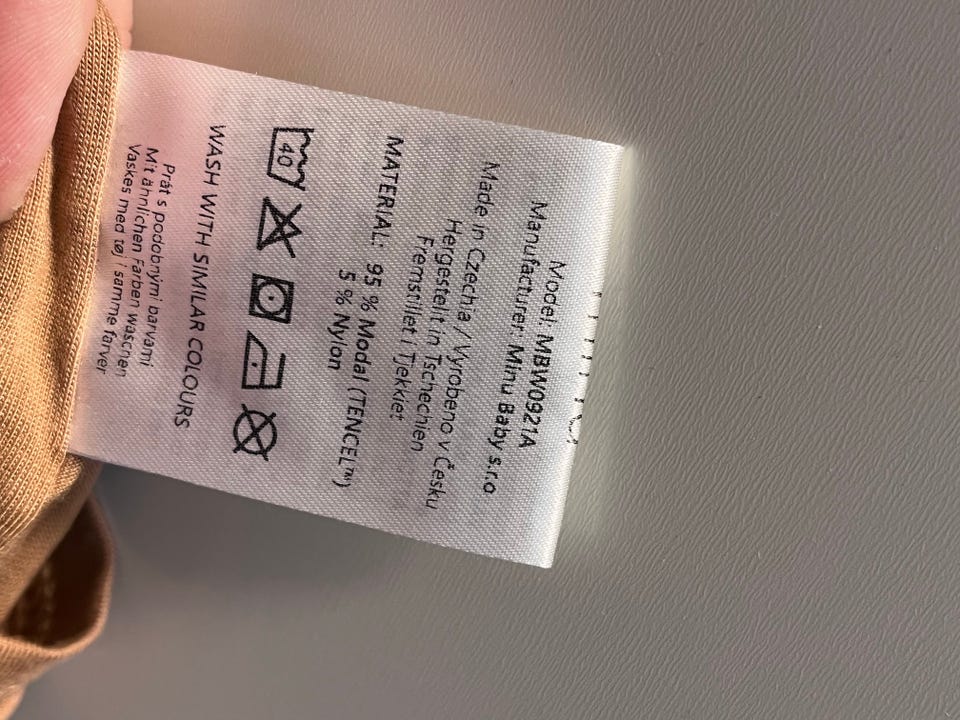 Model: MBW0921A
Manufacturer: Minu Baby s.r.o
Made in Czechia / Vyrobeno v Česku
Hergestellt in Tschechien
Fremstillet i Tjekkiet
MATERIAL: 95 % Modal (TENCEL™)
5 % Nylon
40
WASH WITH SIMILAR COLOURS
Prát s podobnými barvami
Mit ähnlichen Farben waschen
Vaskes med tøj i samme farver